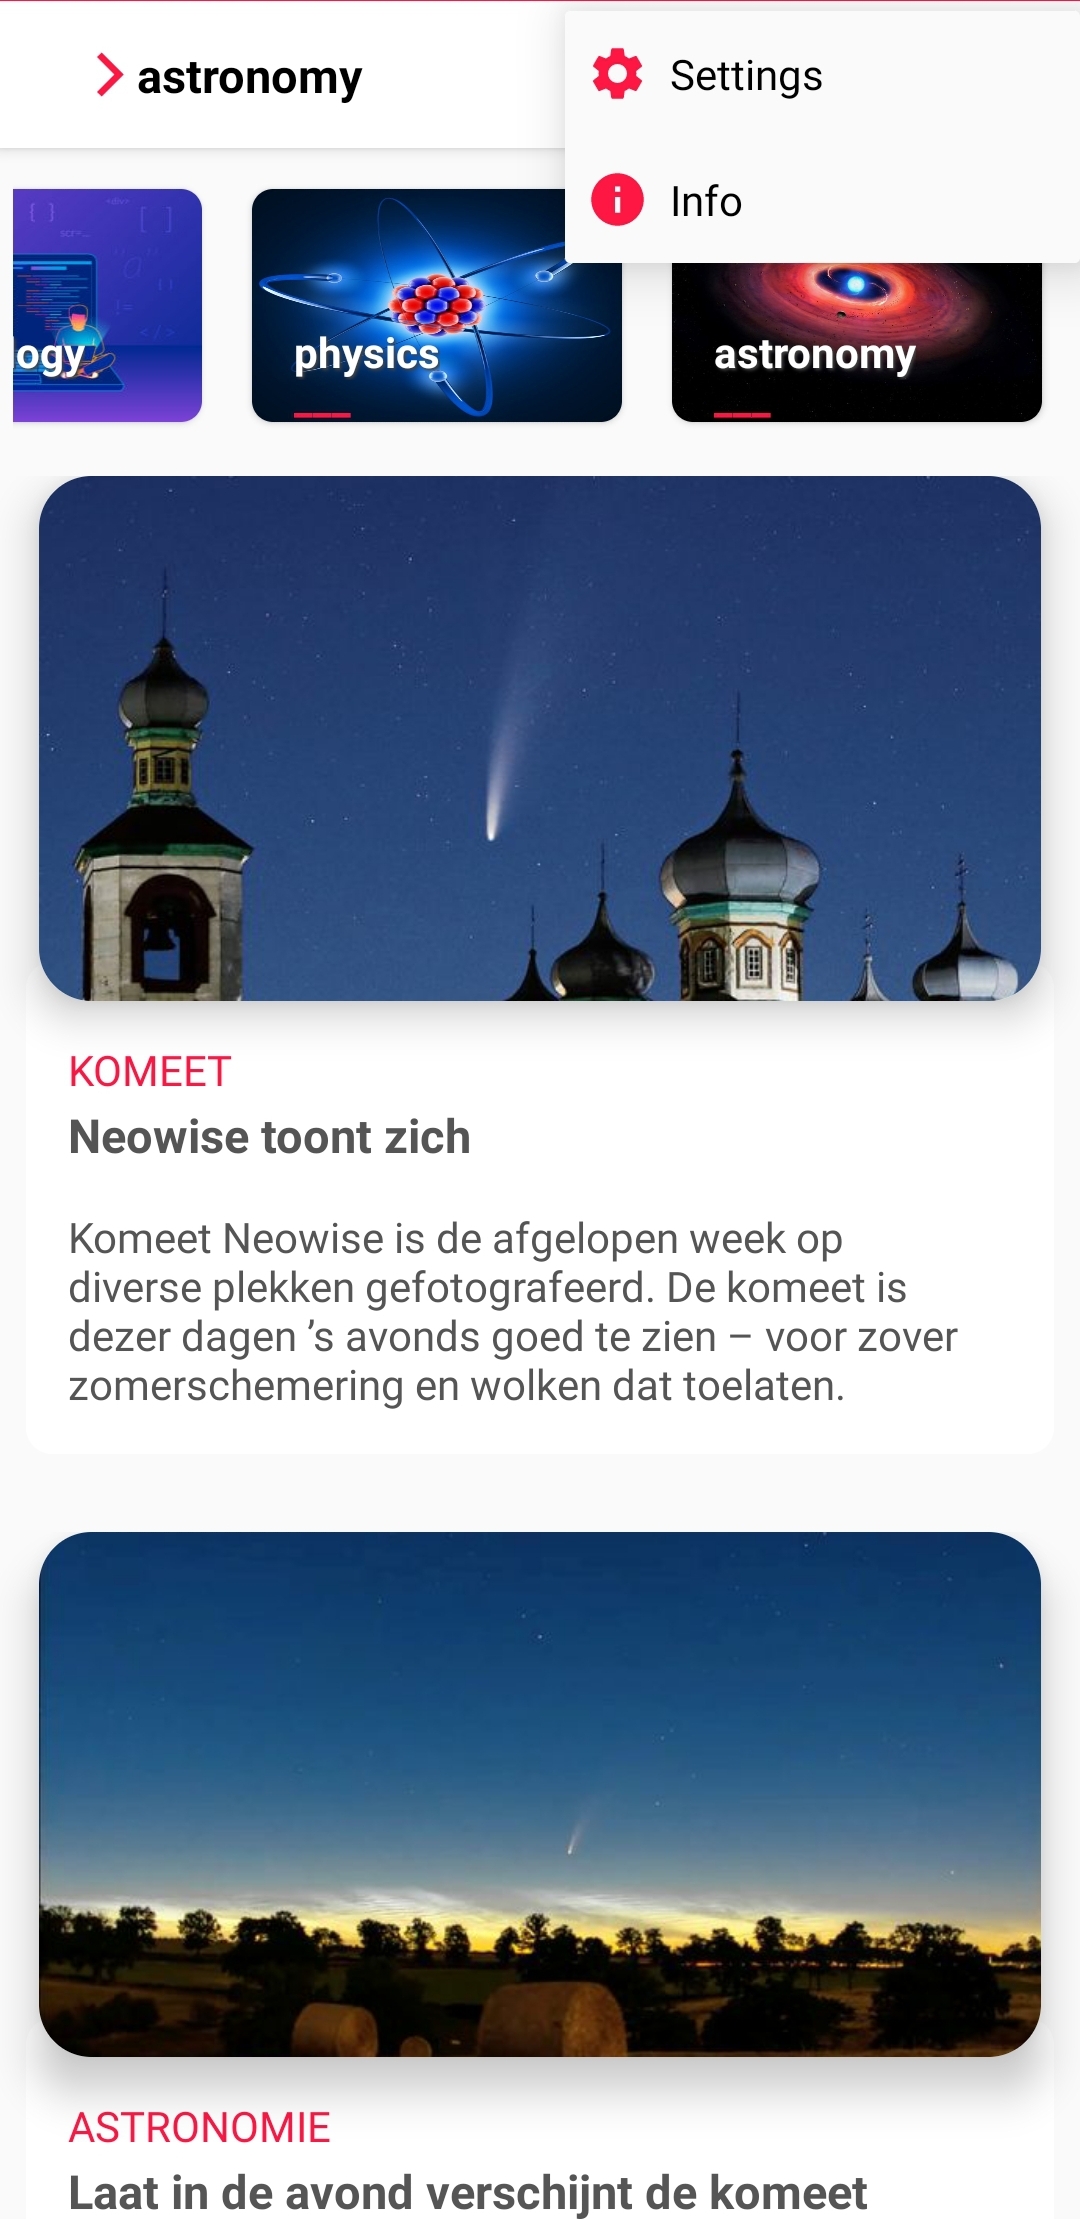 astronomy
Settings
Info
ogy
physics
astronomy
KOMEET
Neowise toont zich
Komeet Neowise is de afgelopen week op
diverse plekken gefotografeerd. De komeet is
dezer dagen ’s avonds goed te zien – voor zover
zomerschemering en wolken dat toelaten.
ASTRONOMIE
Laat in de avond verschijnt de komeet